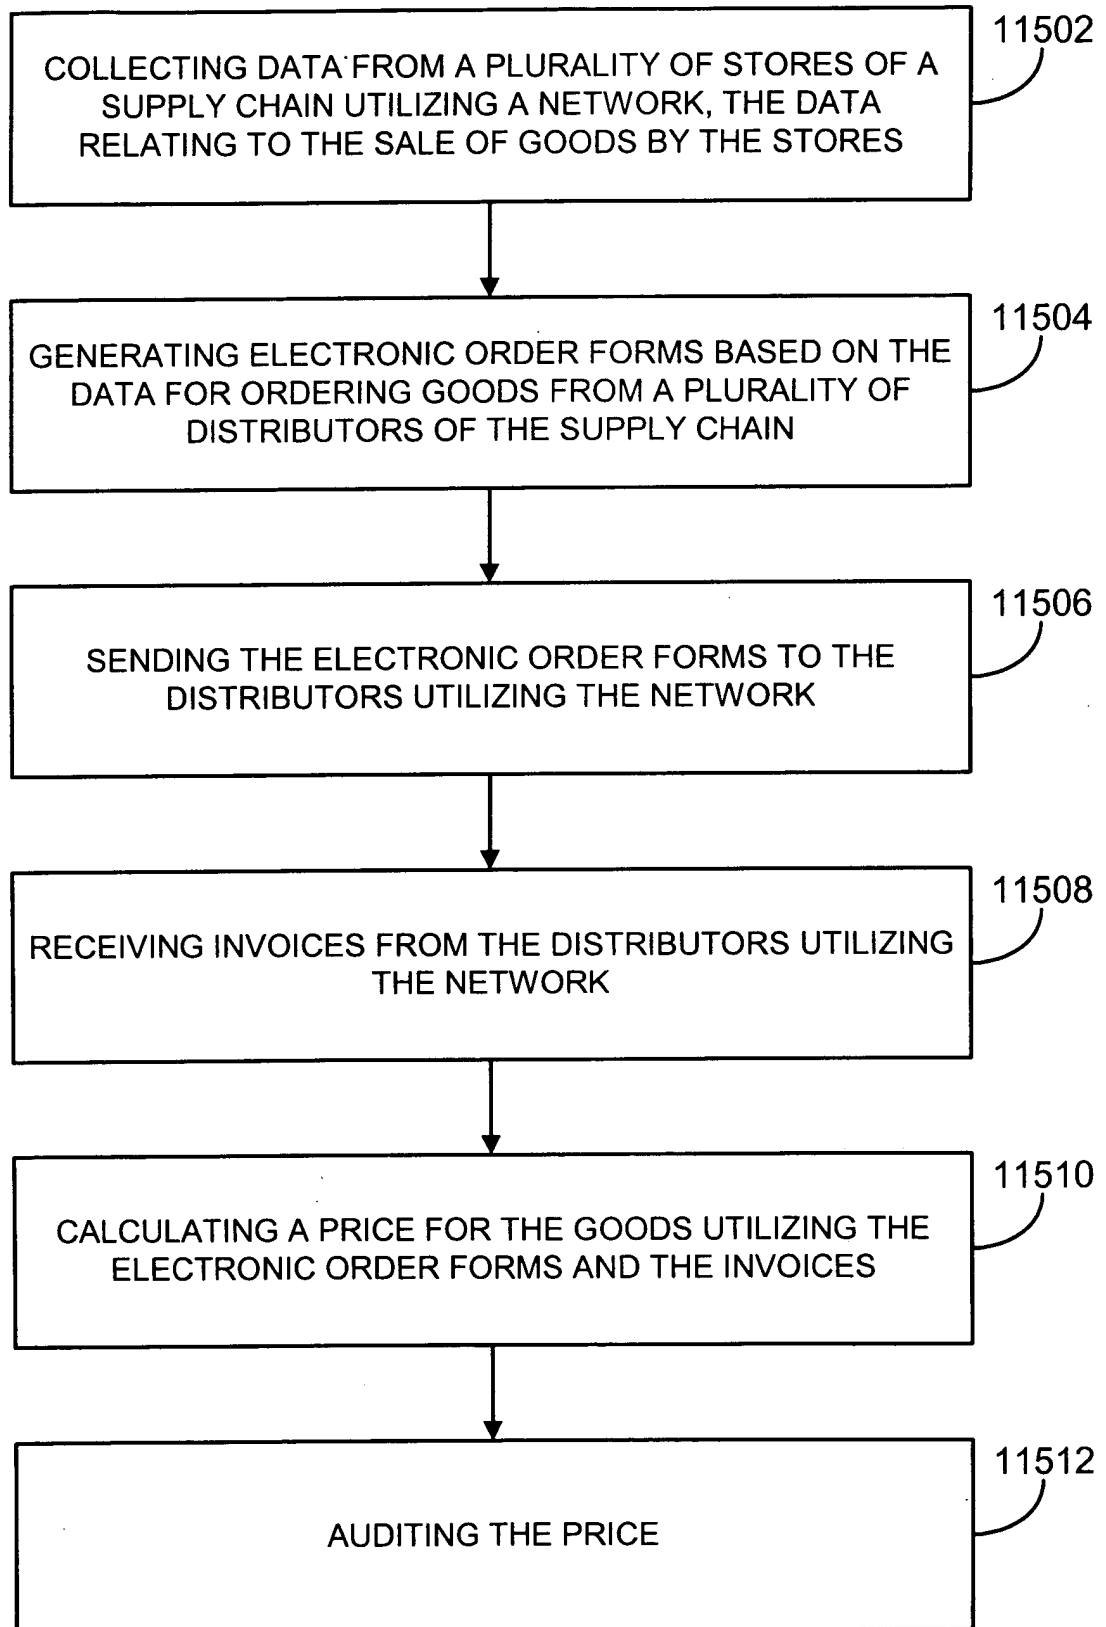 11502
COLLECTING DATA FROM A PLURALITY OF STORES OF A
SUPPLY CHAIN UTILIZING A NETWORK, THE DATA
RELATING TO THE SALE OF GOODS BY THE STORES
11504
GENERATING ELECTRONIC ORDER FORMS BASED ON THE
DATA FOR ORDERING GOODS FROM A PLURALITY OF
DISTRIBUTORS OF THE SUPPLY CHAIN
11506
SENDING THE ELECTRONIC ORDER FORMS TO THE
DISTRIBUTORS UTILIZING THE NETWORK
11508
RECEIVING INVOICES FROM THE DISTRIBUTORS UTILIZING
THE NETWORK
11510
CALCULATING A PRICE FOR THE GOODS UTILIZING THE
ELECTRONIC ORDER FORMS AND THE INVOICES
11512
AUDITING THE PRICE